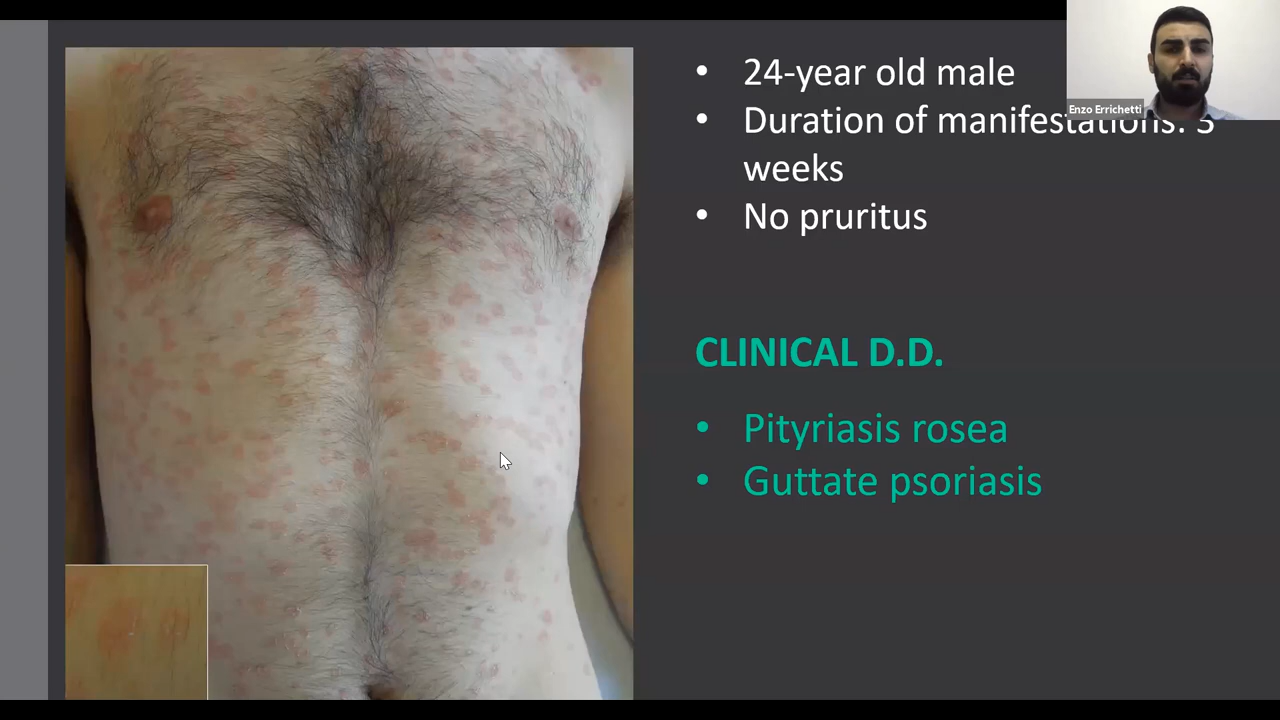 • 24-year old male
Enzo Errichetti
• Duration of manifestations: 3
weeks
• No pruritus
CLINICAL D.D.
• Pityriasis rosea
• Guttate psoriasis